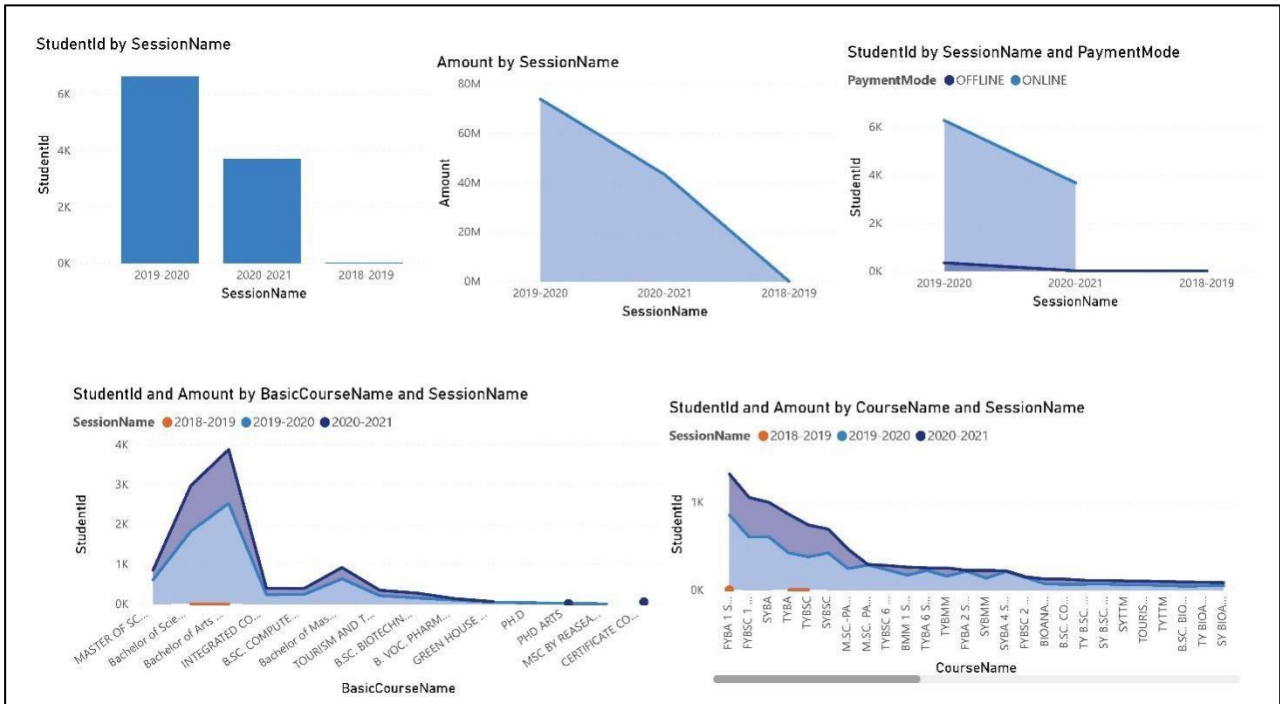 StudentId by SessionName
6K
4K
2K
0K
StudentId
2019-2020
2020-2021
2018-2019
SessionName
Amount by SessionName
80M
60M
40M
20M
0M
Amount
2019-2020
2020-2021
2018-2019
SessionName
StudentId by SessionName and PaymentMode
PaymentMode OFFLINE ONLINE
6K
4K
2K
0K
StudentId
2019-2020
2020-2021
2018-2019
SessionName
StudentId and Amount by BasicCourseName and SessionName
SessionName 2018-2019 2019-2020 2020-2021
4K
3K
2K
1K
0K
StudentId
MASTER OF SC...
Bachelor of Scie...
Bachelor of Arts ...
INTEGRATED CO...
B.SC. COMPUTE...
Bachelor of Mas...
TOURISM AND T...
B.SC. BIOTECHN...
B. VOC. PHARM...
GREEN HOUSE ...
PH.D
PHD ARTS
MSC BY REASEA...
CERTIFICATE CO...
BasicCourseName
StudentId and Amount by CourseName and SessionName
SessionName 2018-2019 2019-2020 2020-2021
1K
0K
StudentId
FYBA 1 S...
FYBSC 1 ...
SYBA
TYBA
TYBSC
SYBSC
M.SC.-PA...
M.SC. PA...
TYBSC 6 ...
BMM 1 S...
TYBA 6 S...
TYBMM
FYBA 2 S...
SYBMM
SYBA 4 S...
FYBSC 2 ...
BIOANA...
B.SC. CO...
TY B.SC. ...
SY B.SC. ...
SYTTM
TOURIS...
TYTTM
B.SC. BIO...
TY BIOA...
SY BIOA...
CourseName